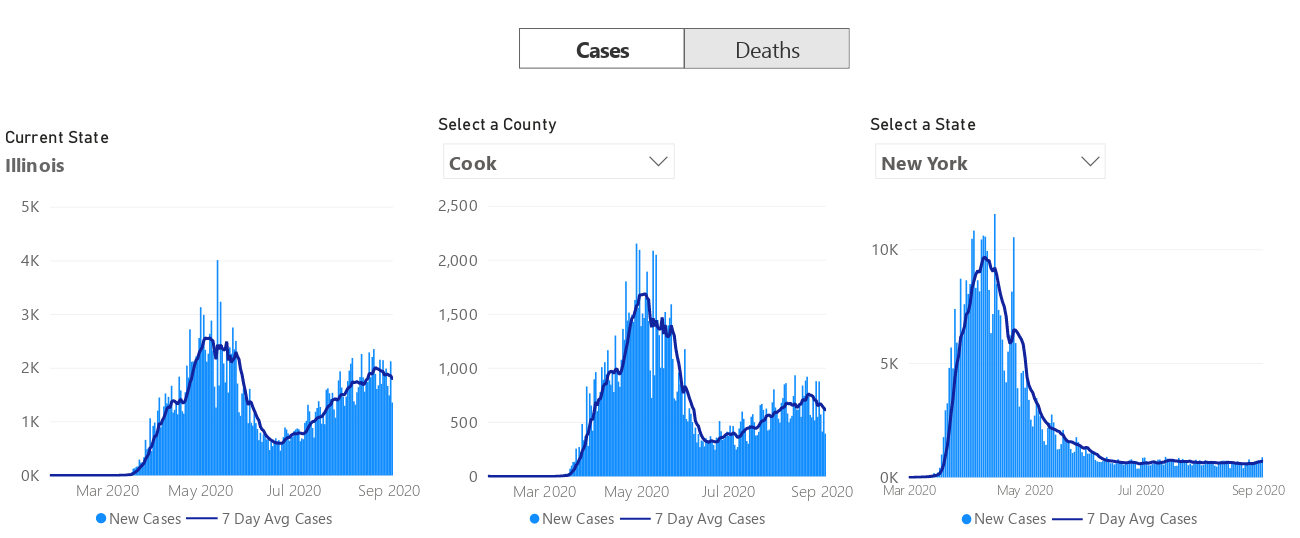 Cases Deaths
Current State
Illinois
5K
4K
3K
2K
1K
0K
Mar 2020 May 2020 Jul 2020 Sep 2020
New Cases 7 Day Avg Cases
Select a County
Cook
2,500
2,000
1,500
1,000
500
0
Mar 2020 May 2020 Jul 2020 Sep 2020
New Cases 7 Day Avg Cases
Select a State
New York
10K
5K
0K
Mar 2020 May 2020 Jul 2020 Sep 2020
New Cases 7 Day Avg Cases